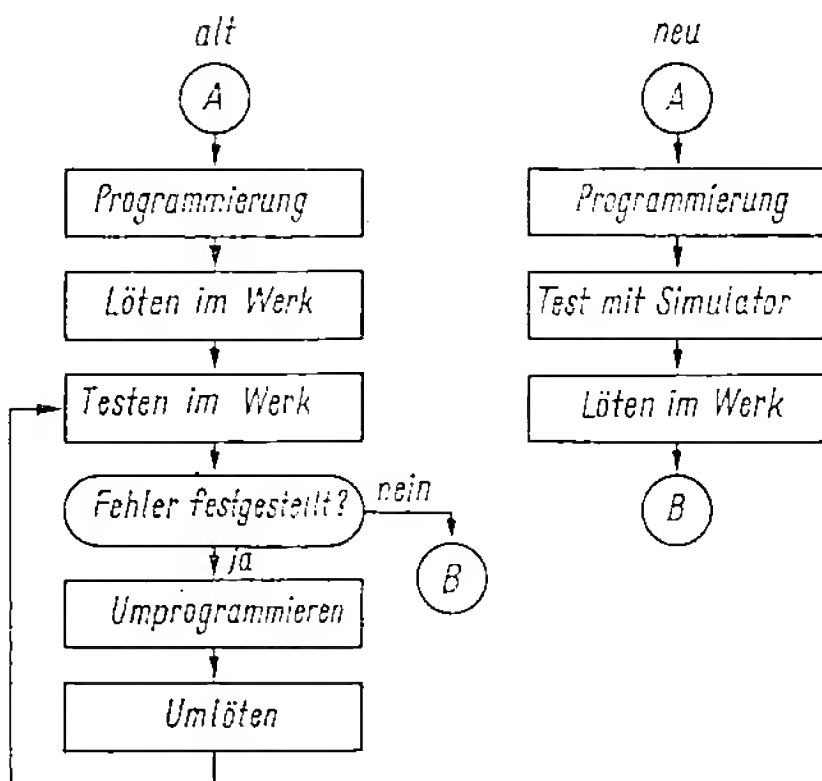 alt
A
Programmierung
Löten im Werk
Testen im Werk
Fehler festgestellt?
nein
B
ja
Umprogrammieren
Umlöten
neu
A
Programmierung
Test mit Simulator
Löten im Werk
B